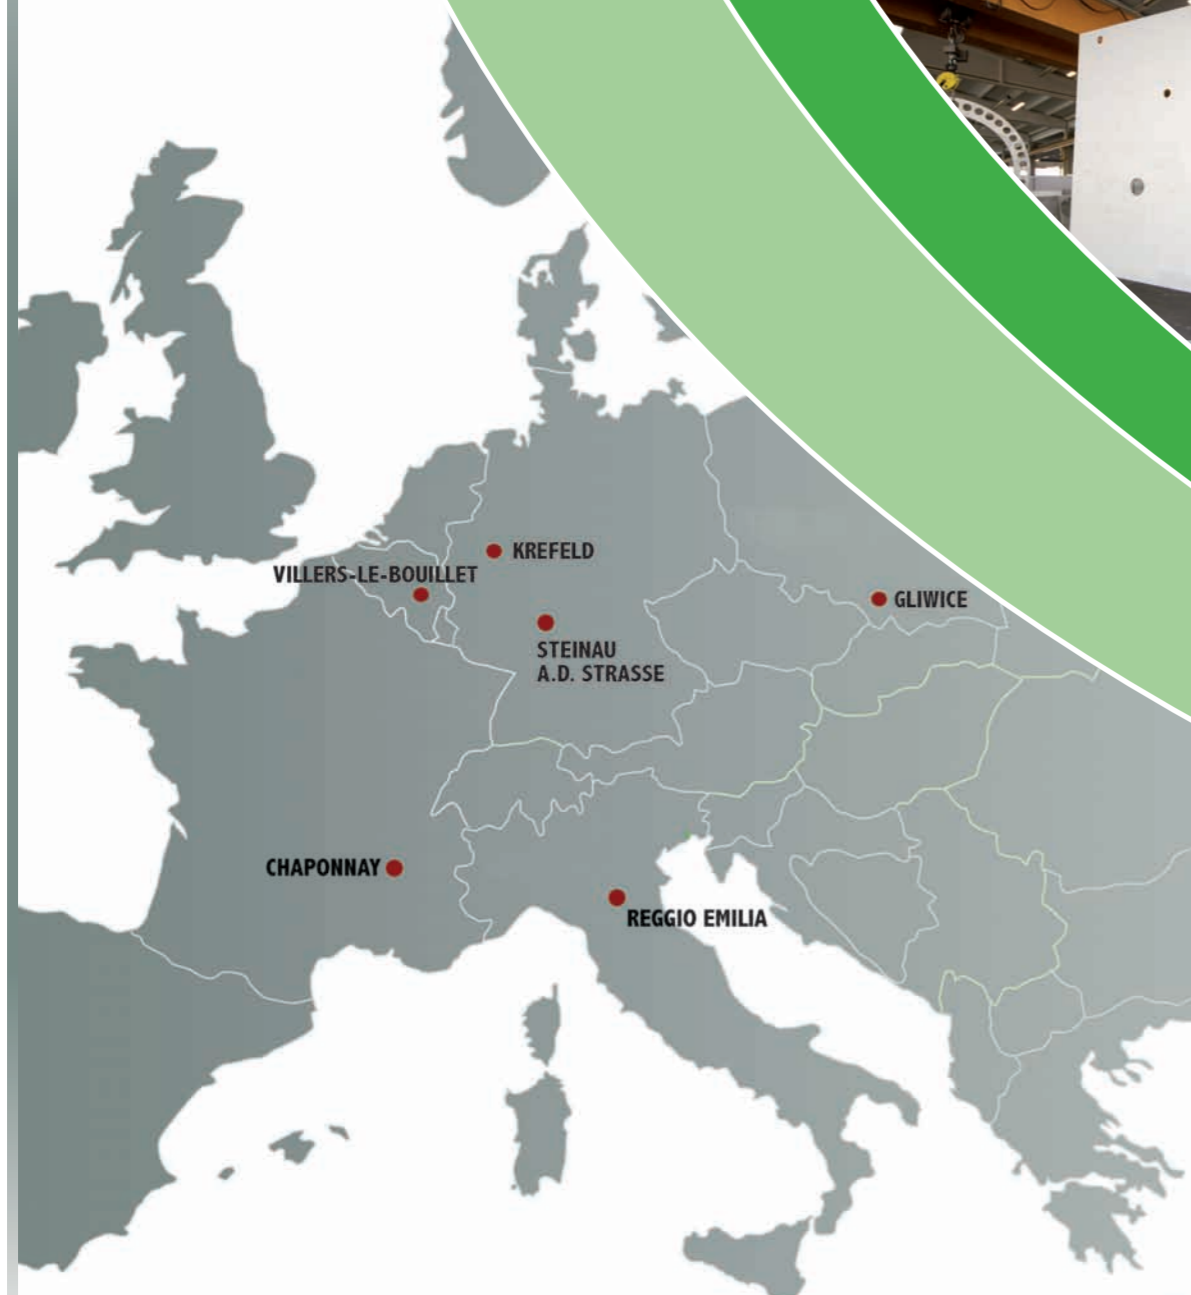 KREFELD
VILLERS-LE-BOUILLET
GLIWICE
STEINAU
A.D. STRASSE
CHAPONNAY
REGGIO EMILIA